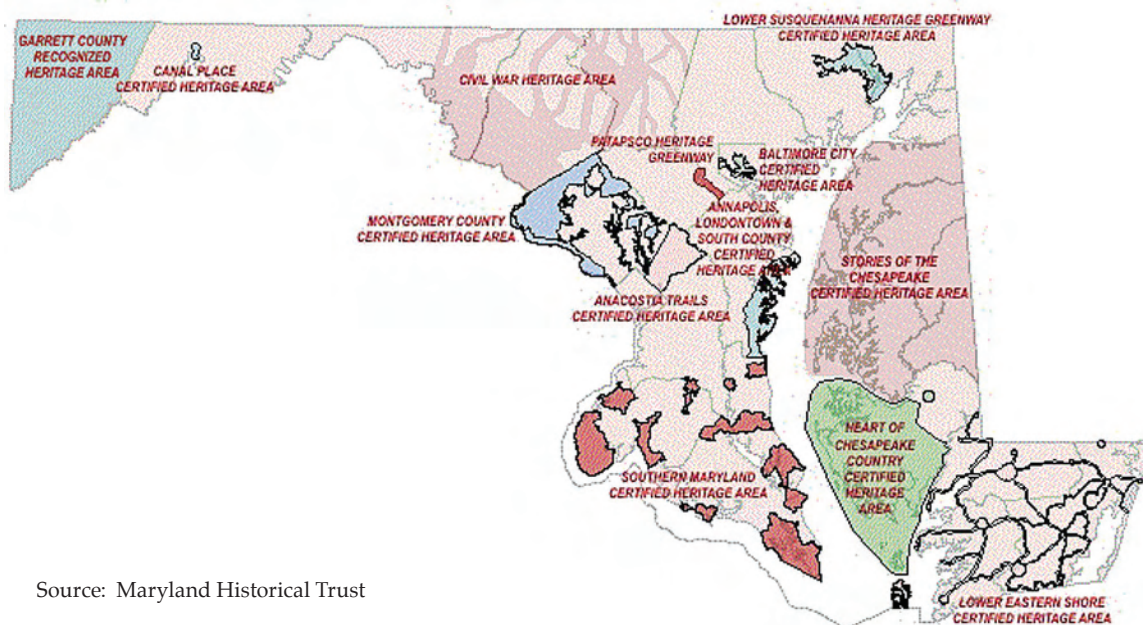 LOWER SUSQUEHANNA HERITAGE GREENWAY
CERTIFIED HERITAGE AREA
GARRETT COUNTY
RECOGNIZED
HERITAGE AREA
CANAL PLACE
CERTIFIED HERITAGE AREA
CIVIL WAR HERITAGE AREA
PATAPSCO HERITAGE
GREENWAY
BALTIMORE CITY
CERTIFIED
HERITAGE AREA
MONTGOMERY COUNTY
CERTIFIED HERITAGE AREA
ANNAPOLIS,
LONDONTOWN &
SOUTH COUNTY
CERTIFIED
HERITAGE AREA
STORIES OF THE
CHESAPEAKE
CERTIFIED HERITAGE AREA
ANACOSTIA TRAILS
CERTIFIED HERITAGE AREA
HEART OF
CHESAPEAKE
COUNTRY
CERTIFIED
HERITAGE
AREA
SOUTHERN MARYLAND
CERTIFIED HERITAGE AREA
Source: Maryland Historical Trust
LOWER EASTERN SHORE
CERTIFIED HERITAGE AREA